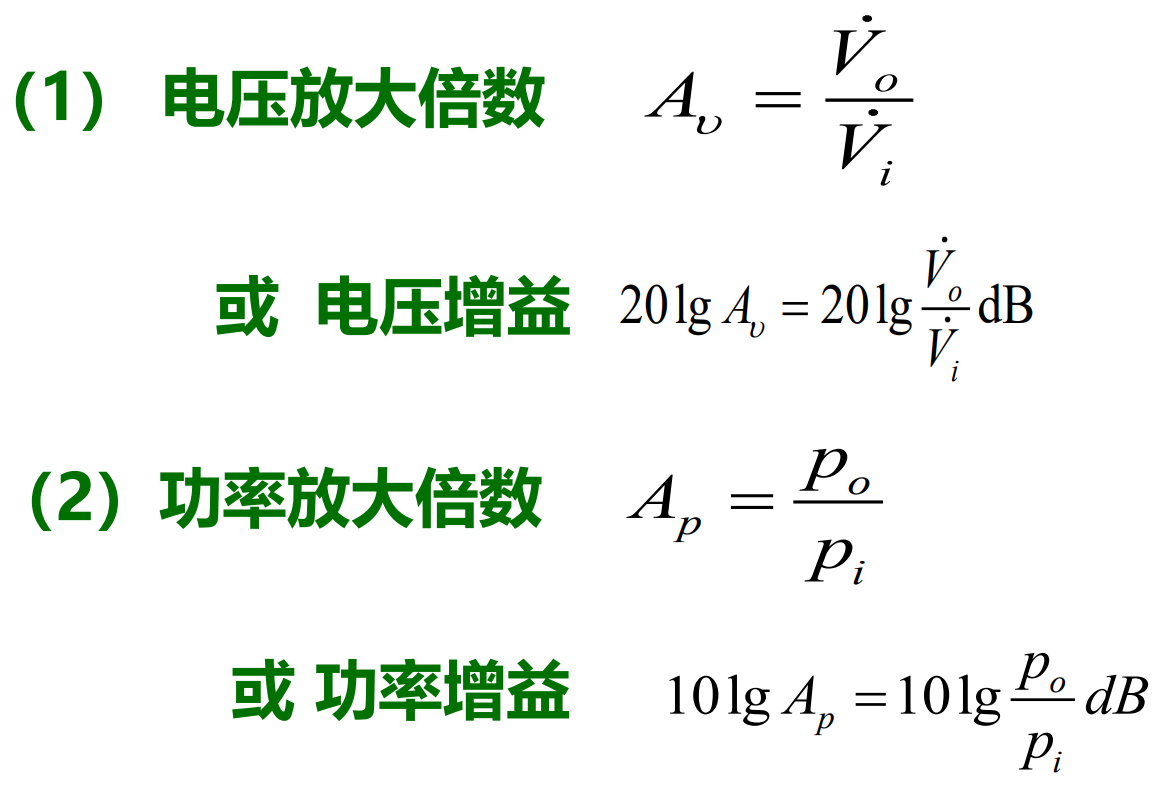 (1) 电压放大倍数 $A_{\upsilon} = \frac{\dot{V}_o}{\dot{V}_i}$
或 电压增益 $20 \lg A_{\upsilon} = 20 \lg \frac{\dot{V}_o}{\dot{V}_i} \mathrm{dB}$
(2) 功率放大倍数 $A_p = \frac{p_o}{p_i}$
或 功率增益 $10 \lg A_p = 10 \lg \frac{p_o}{p_i} dB$